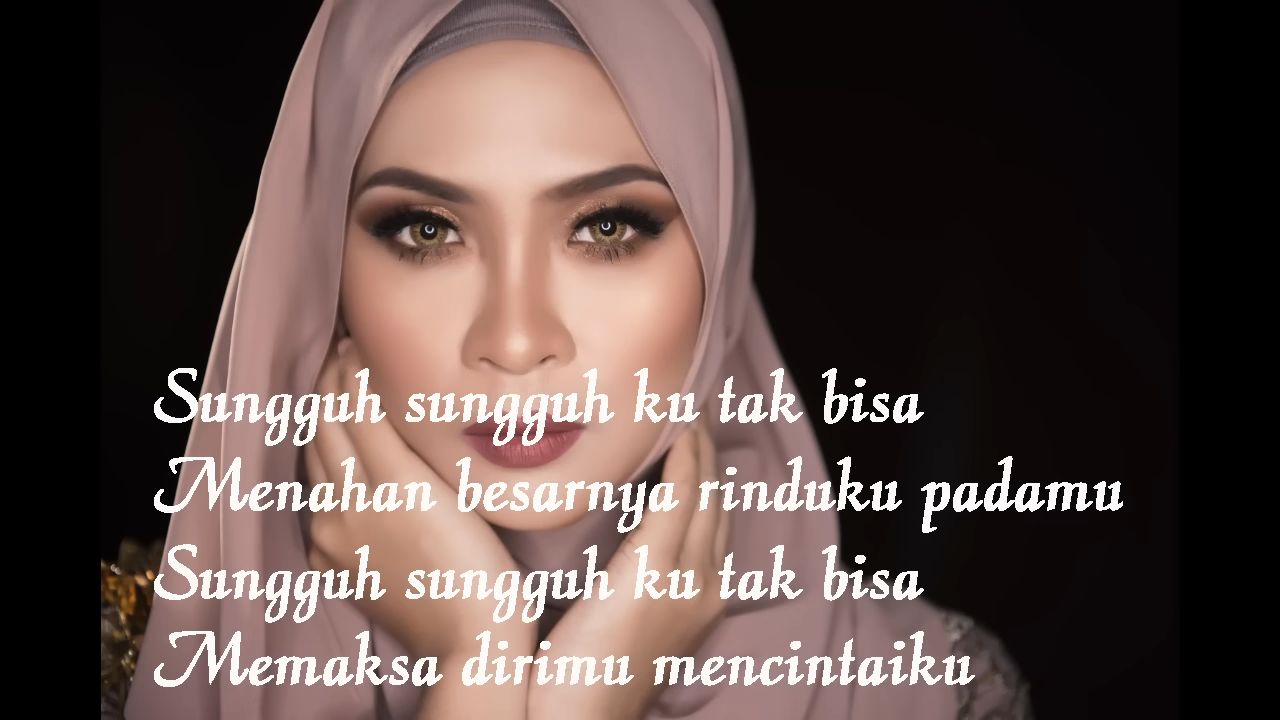 Sungguh sungguh ku tak bisa
Menahan besarnya rinduku padamu
Sungguh sungguh ku tak bisa
Memaksa dirimu mencintaiku